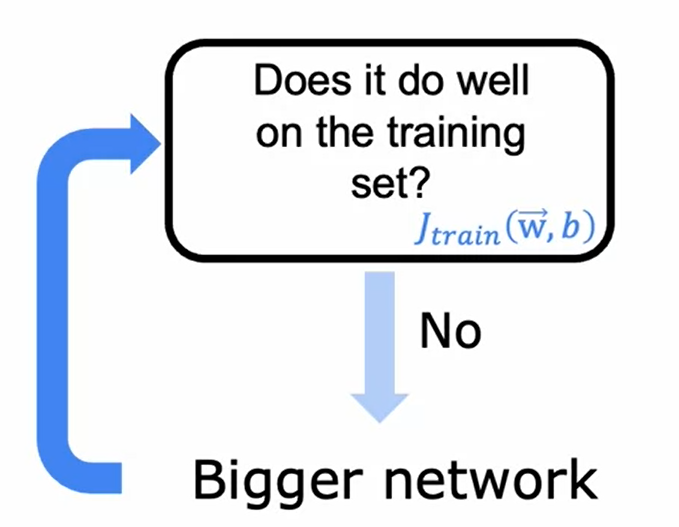 Does it do well
on the training
set?
J_train(w⃗, b)
No
Bigger network